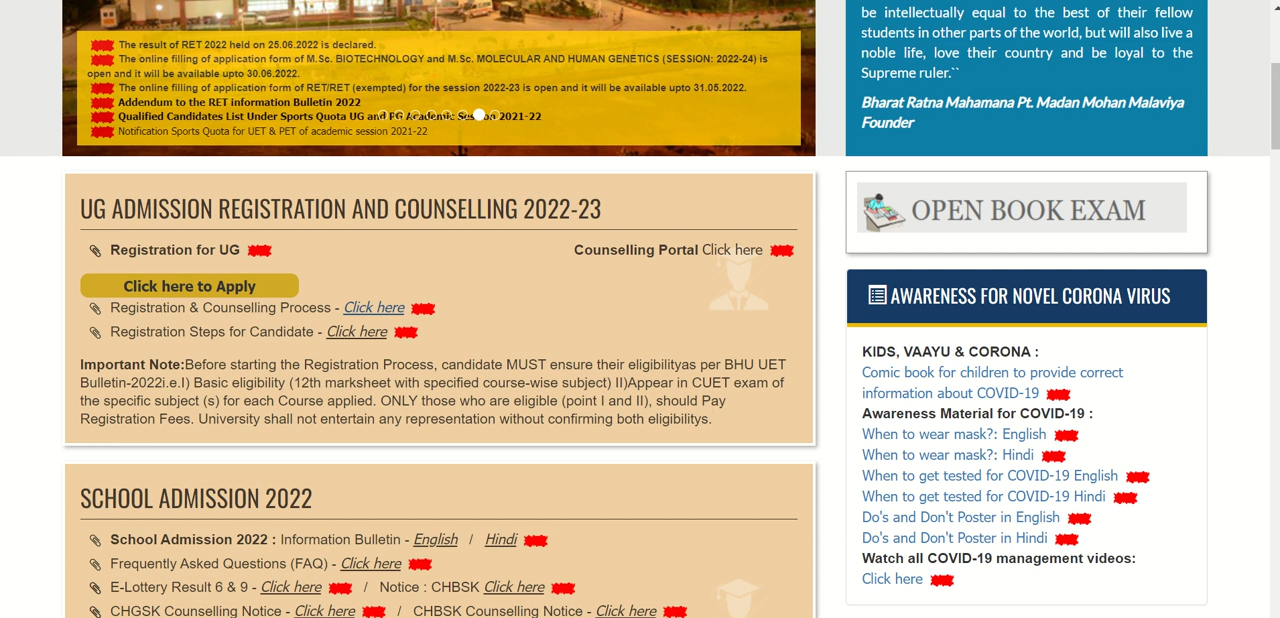 The result of RET 2022 held on 25.06.2022 is declared.
The online filling of application form of M.Sc. BIOTECHNOLOGY and M.Sc. MOLECULAR AND HUMAN GENETICS (SESSION: 2022-24) is
open and it will be available upto 30.06.2022.
The online filling of application form of RET/RET (exempted) for the session 2022-23 is open and it will be available upto 31.05.2022.
Addendum to the RET information Bulletin 2022
Qualified Candidates List Under Sports Quota UG and PG Academic Session 2021-22
Notification Sports Quota for UET & PET of academic session 2021-22
UG ADMISSION REGISTRATION AND COUNSELLING 2022-23
Registration for UG
Counselling Portal Click here
Click here to Apply
Registration & Counselling Process - Click here
Registration Steps for Candidate - Click here
Important Note:Before starting the Registration Process, candidate MUST ensure their eligibilityas per BHU UET
Bulletin-2022i.e.I) Basic eligibility (12th marksheet with specified course-wise subject) II)Appear in CUET exam of
the specific subject (s) for each Course applied. ONLY those who are eligible (point I and II), should Pay
Registration Fees. University shall not entertain any representation without confirming both eligibilitys.
SCHOOL ADMISSION 2022
School Admission 2022 : Information Bulletin - English / Hindi
Frequently Asked Questions (FAQ) - Click here
E-Lottery Result 6 & 9 - Click here / Notice : CHBSK Click here
CHGSK Counselling Notice - Click here / CHBSK Counselling Notice - Click here
be intellectually equal to the best of their fellow
students in other parts of the world, but will also live a
noble life, love their country and be loyal to the
Supreme ruler.``
Bharat Ratna Mahamana Pt. Madan Mohan Malaviya
Founder
OPEN BOOK EXAM
AWARENESS FOR NOVEL CORONA VIRUS
KIDS, VAAYU & CORONA :
Comic book for children to provide correct
information about COVID-19
Awareness Material for COVID-19 :
When to wear mask?: English
When to wear mask?: Hindi
When to get tested for COVID-19 English
When to get tested for COVID-19 Hindi
Do's and Don't Poster in English
Do's and Don't Poster in Hindi
Watch all COVID-19 management videos:
Click here